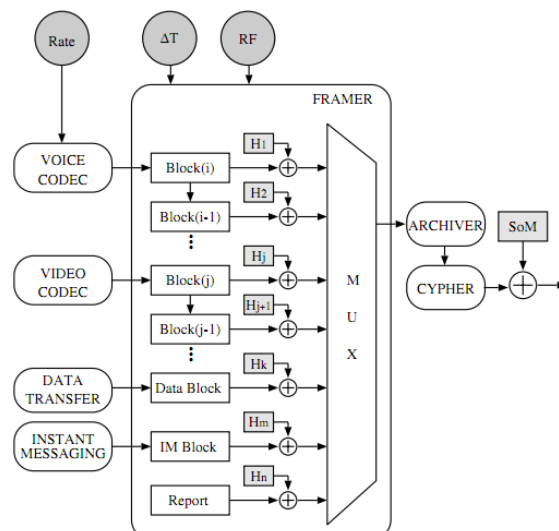 Rate
ΔT
RF
FRAMER
VOICE
CODEC
Block(i)
H1
Block(i-1)
H2
VIDEO
CODEC
Block(j)
Hj
Block(j-1)
Hj+1
DATA
TRANSFER
Data Block
Hk
INSTANT
MESSAGING
IM Block
Hm
Report
Hn
M
U
X
ARCHIVER
CYPHER
SoM